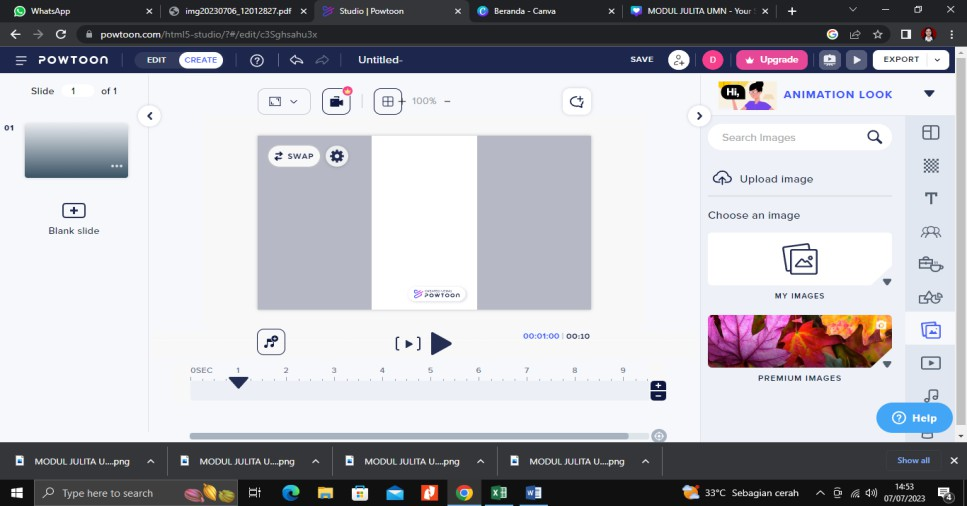 WhatsApp
img20230706_12012827.pdf
Studio | Powtoon
Beranda - Canva
MODUL JULITA UMN - Your
powtoon.com/html5-studio/?#/edit/c3Sghsahu3x
POWTOON
EDIT
CREATE
Untitled-
SAVE
D
Upgrade
EXPORT
Slide 1 of 1
100%
Hi,
ANIMATION LOOK
01
SWAP
Search Images
Upload image
Choose an image
Blank slide
CREATED USING
POWTOON
MY IMAGES
00:01:00 | 00:10
PREMIUM IMAGES
0SEC 1 2 3 4 5 6 7 8 9
Help
MODUL JULITA U....png
MODUL JULITA U....png
MODUL JULITA U....png
MODUL JULITA U....png
Show all
Type here to search
33°C Sebagian cerah
14:53
07/07/2023
4